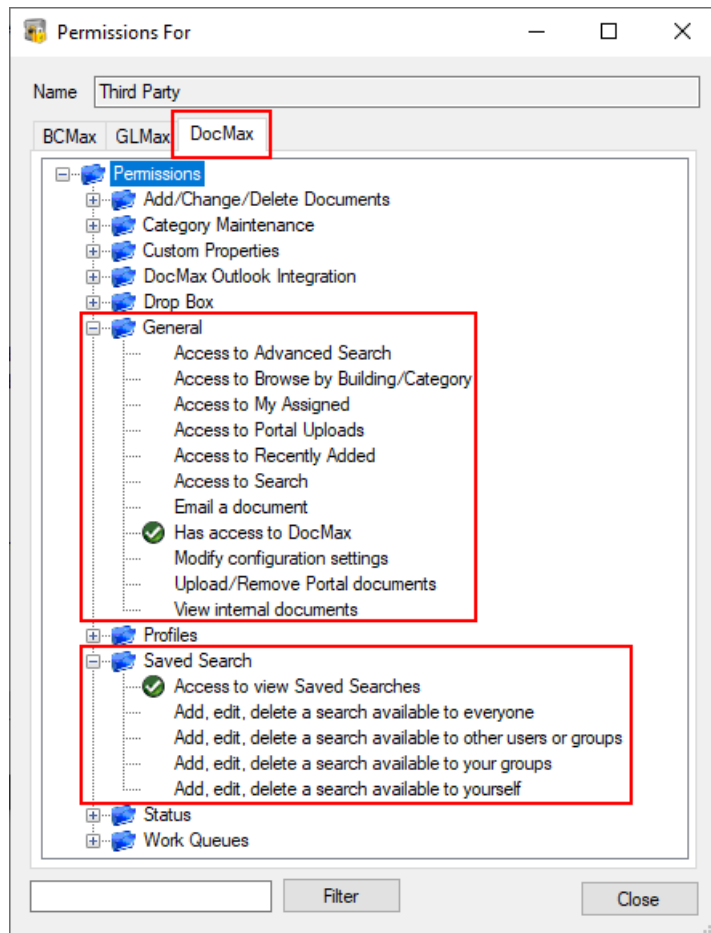 Permissions For
Name Third Party
BCMax GLMax DocMax
Permissions
Add/Change/Delete Documents
Category Maintenance
Custom Properties
DocMax Outlook Integration
Drop Box
General
Access to Advanced Search
Access to Browse by Building/Category
Access to My Assigned
Access to Portal Uploads
Access to Recently Added
Access to Search
Email a document
Has access to DocMax
Modify configuration settings
Upload/Remove Portal documents
View internal documents
Profiles
Saved Search
Access to view Saved Searches
Add, edit, delete a search available to everyone
Add, edit, delete a search available to other users or groups
Add, edit, delete a search available to your groups
Add, edit, delete a search available to yourself
Status
Work Queues
Filter Close